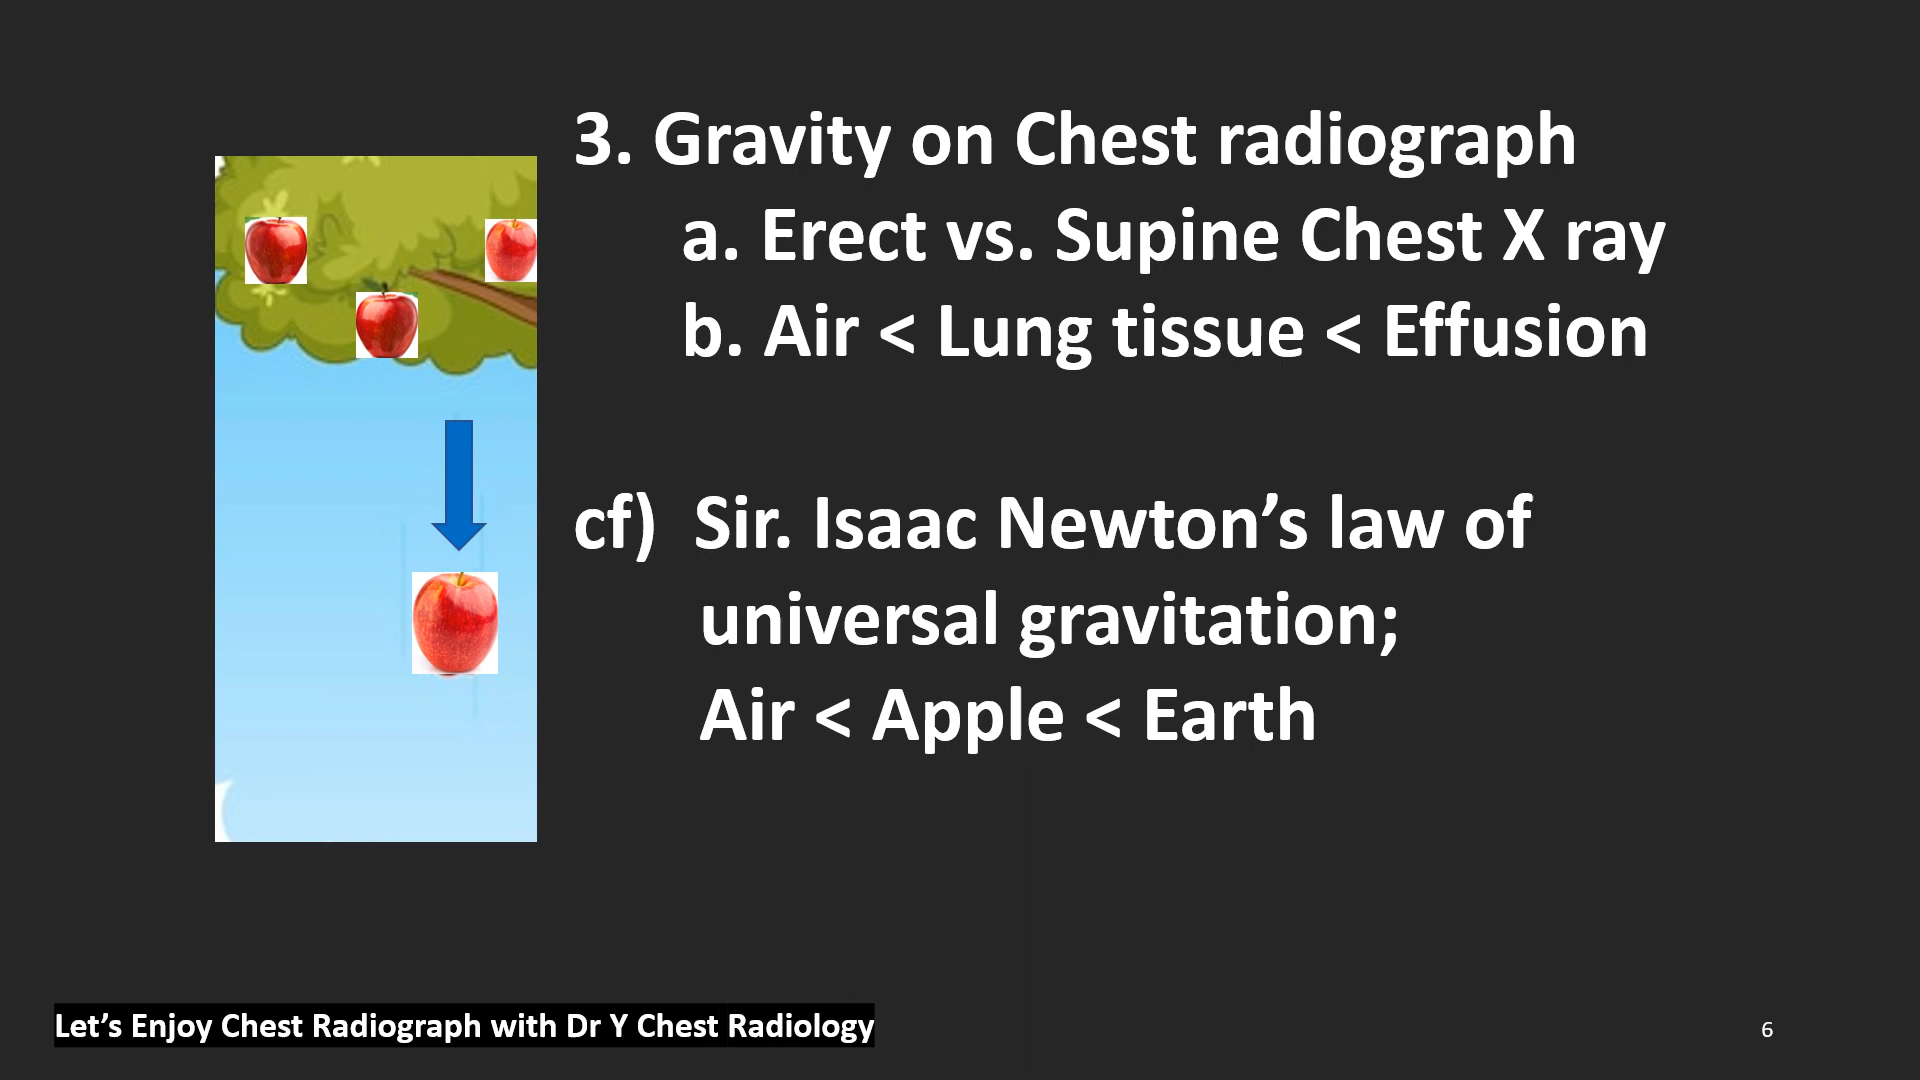 3. Gravity on Chest radiograph
a. Erect vs. Supine Chest X ray
b. Air < Lung tissue < Effusion
cf) Sir. Isaac Newton’s law of
universal gravitation;
Air < Apple < Earth
Let’s Enjoy Chest Radiograph with Dr Y Chest Radiology
6